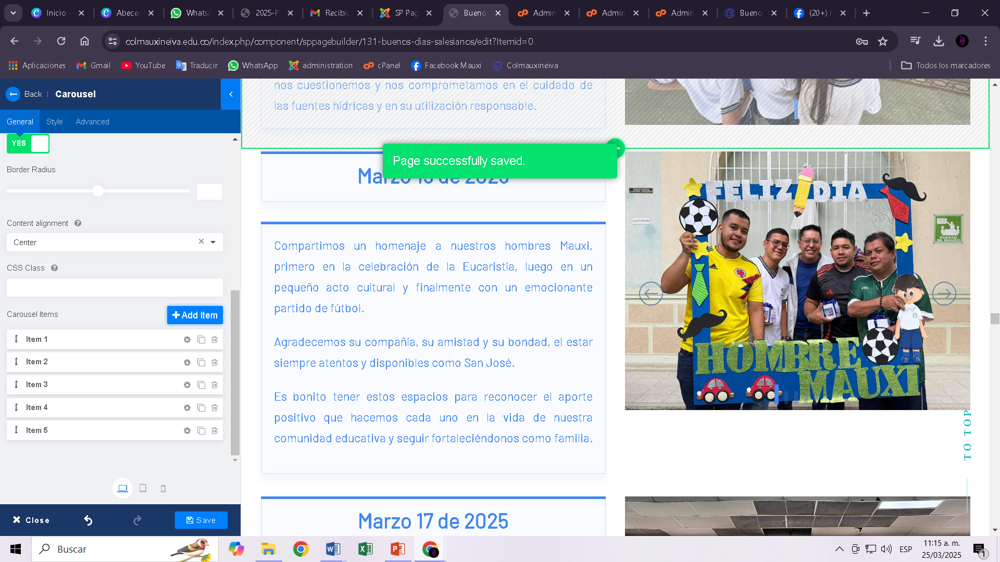 Inicio -
Abeced
WhatsA
2025-P
Recibid
SP Pag
Bueno
Admin
Admin
Admin
Bueno
(20+) F
colmauxineiva.edu.co/index.php/component/sppagebuilder/131-buenos-dias-salesianos/edit?Itemid=0
Aplicaciones
Gmail
YouTube
Traducir
WhatsApp
administration
cPanel
Facebook Mauxi
Colmauxineiva
Todos los marcadores
Back
Carousel
General
Style
Advanced
YES
Border Radius
Content alignment
Center
CSS Class
Carousel Items
Add Item
Item 1
Item 2
Item 3
Item 4
Item 5
Close
Save
nos cuestionemos y nos comprometamos en el cuidado de
las fuentes hídricas y en su utilización responsable.
Page successfully saved.
Compartimos un homenaje a nuestros hombres Mauxi,
primero en la celebración de la Eucaristía, luego en un
pequeño acto cultural y finalmente con un emocionante
partido de fútbol.
Agradecemos su compañía, su amistad y su bondad, el estar
siempre atentos y disponibles como San José.
Es bonito tener estos espacios para reconocer el aporte
positivo que hacemos cada uno en la vida de nuestra
comunidad educativa y seguir fortaleciéndonos como familia.
Marzo 17 de 2025
FELIZ DIA
AUDITORIUM
PUESTO
DE MANDO
HOMBRE
MAUXI
TO TOP
Buscar
ESP
11:15 a. m.
25/03/2025
1